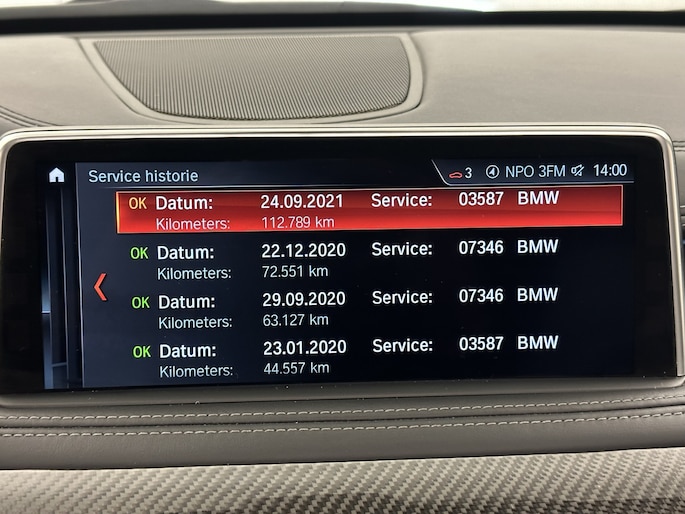 Service historie 3 NPO 3FM 14:00
OK Datum: 24.09.2021 Service: 03587 BMW
Kilometers: 112.789 km
OK Datum: 22.12.2020 Service: 07346 BMW
Kilometers: 72.551 km
OK Datum: 29.09.2020 Service: 07346 BMW
Kilometers: 63.127 km
OK Datum: 23.01.2020 Service: 03587 BMW
Kilometers: 44.557 km